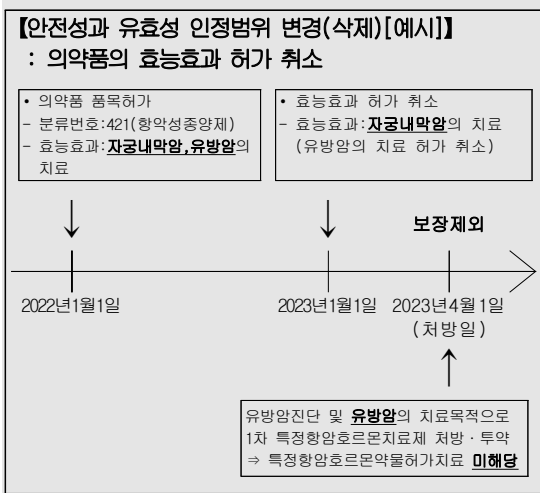 【안전성과 유효성 인정범위 변경(삭제)[예시]】
: 의약품의 효능효과 허가 취소
• 의약품 품목허가
- 분류번호:421(항악성종양제)
- 효능효과:자궁내막암,유방암의
치료
• 효능효과 허가 취소
- 효능효과:자궁내막암의 치료
(유방암의 치료 허가 취소)
보장제외
2022년1월1일
2023년1월1일
2023년4월1일
(처방일)
유방암진단 및 유방암의 치료목적으로
1차 특정항암호르몬치료제 처방·투약
⇒ 특정항암호르몬약물허가치료 미해당